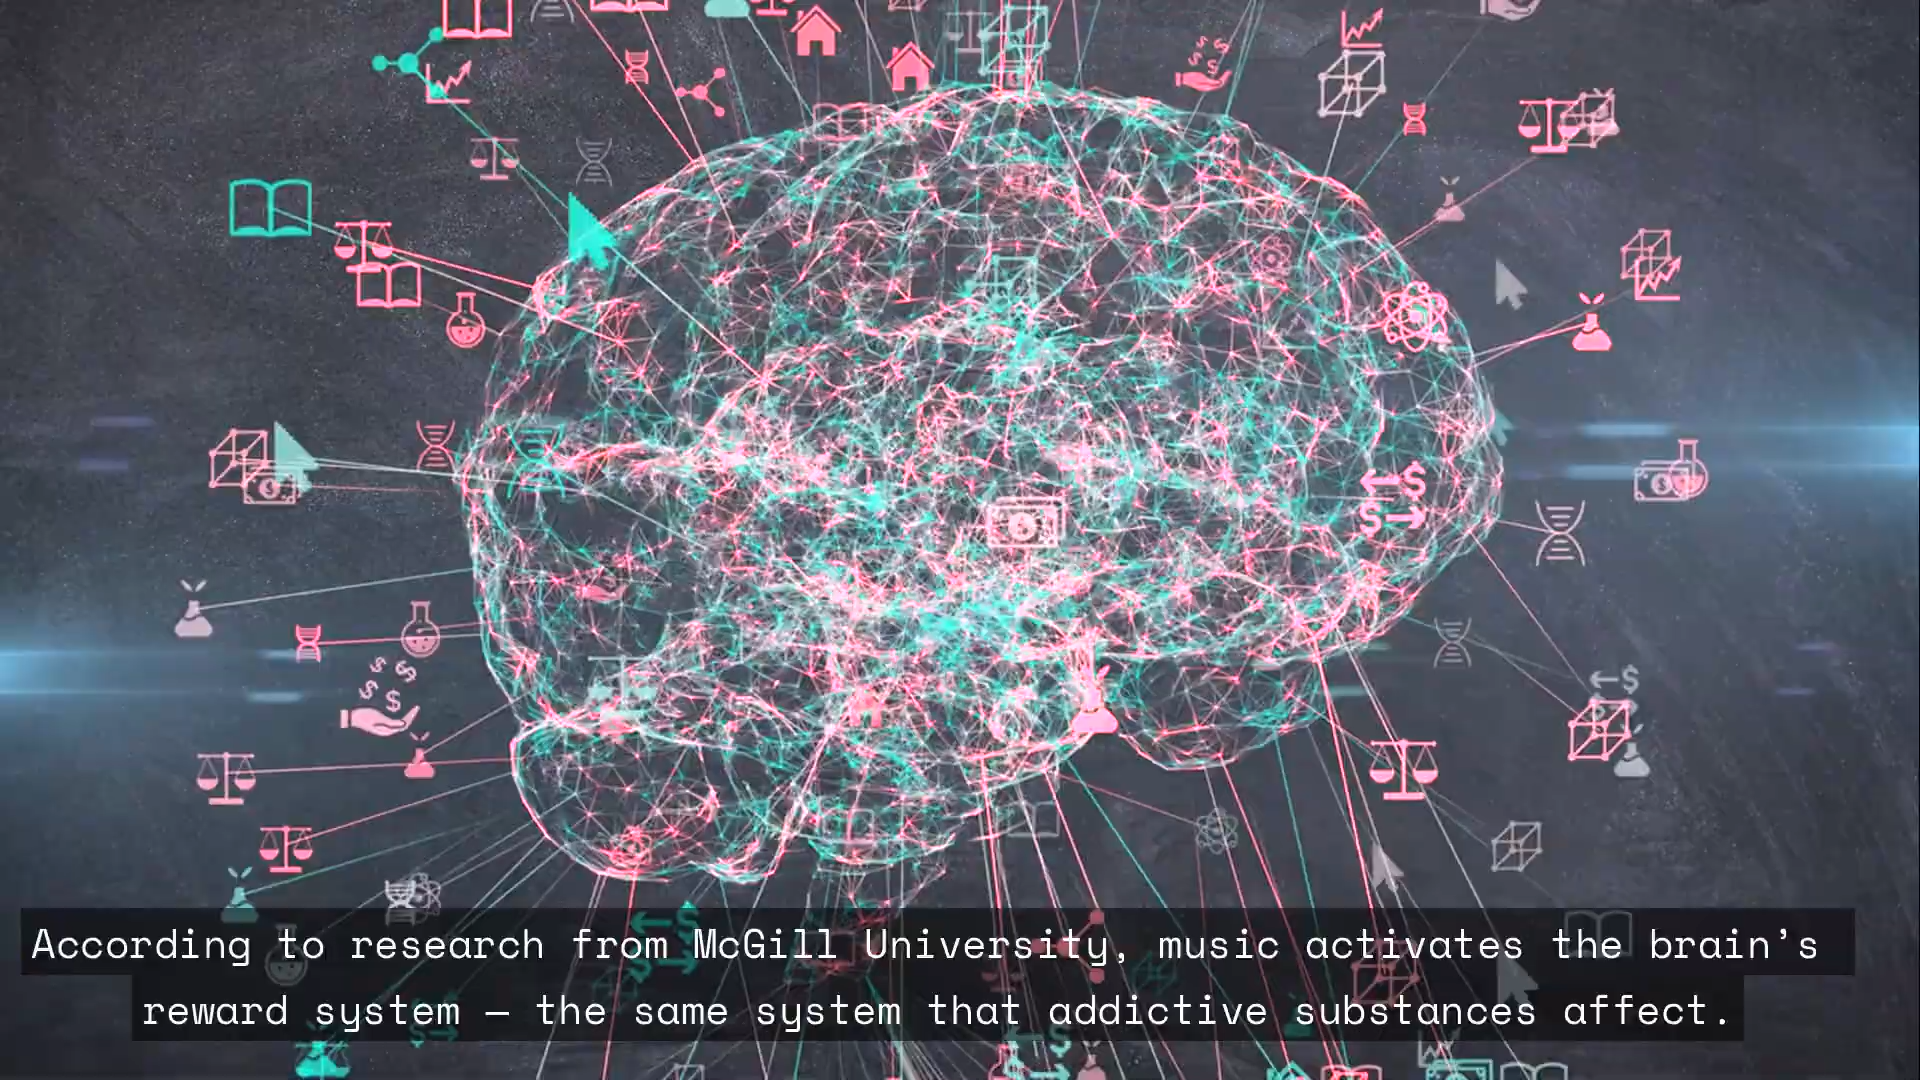 According to research from McGill University, music activates the brain’s
reward system – the same system that addictive substances affect.